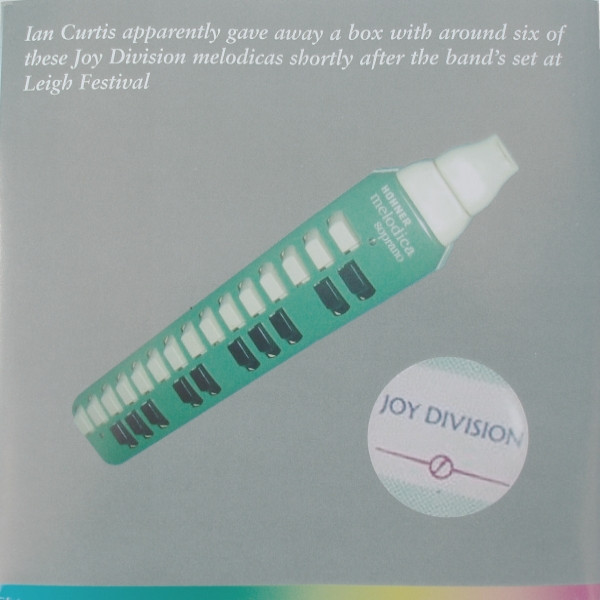 Ian Curtis apparently gave away a box with around six of
these Joy Division melodicas shortly after the band's set at
Leigh Festival
HOHNER
melodica
soprano
JOY DIVISION